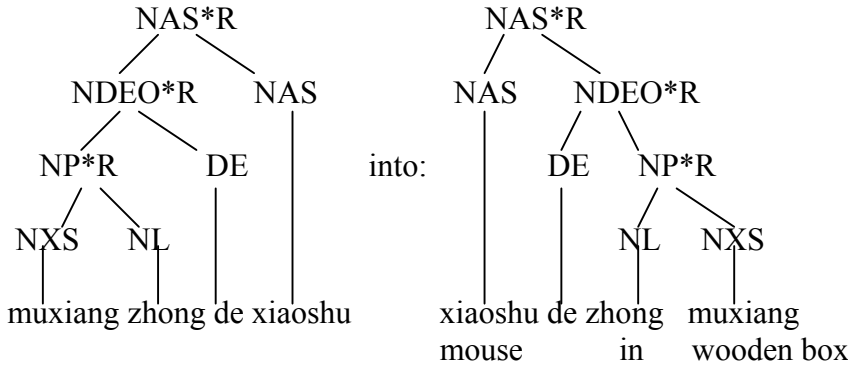 NAS*R NAS*R
NDEO*R NAS NAS NDEO*R
NP*R DE into: DE NP*R
NXS NL NL NXS
muxiang zhong de xiaoshu xiaoshu de zhong muxiang
mouse in wooden box